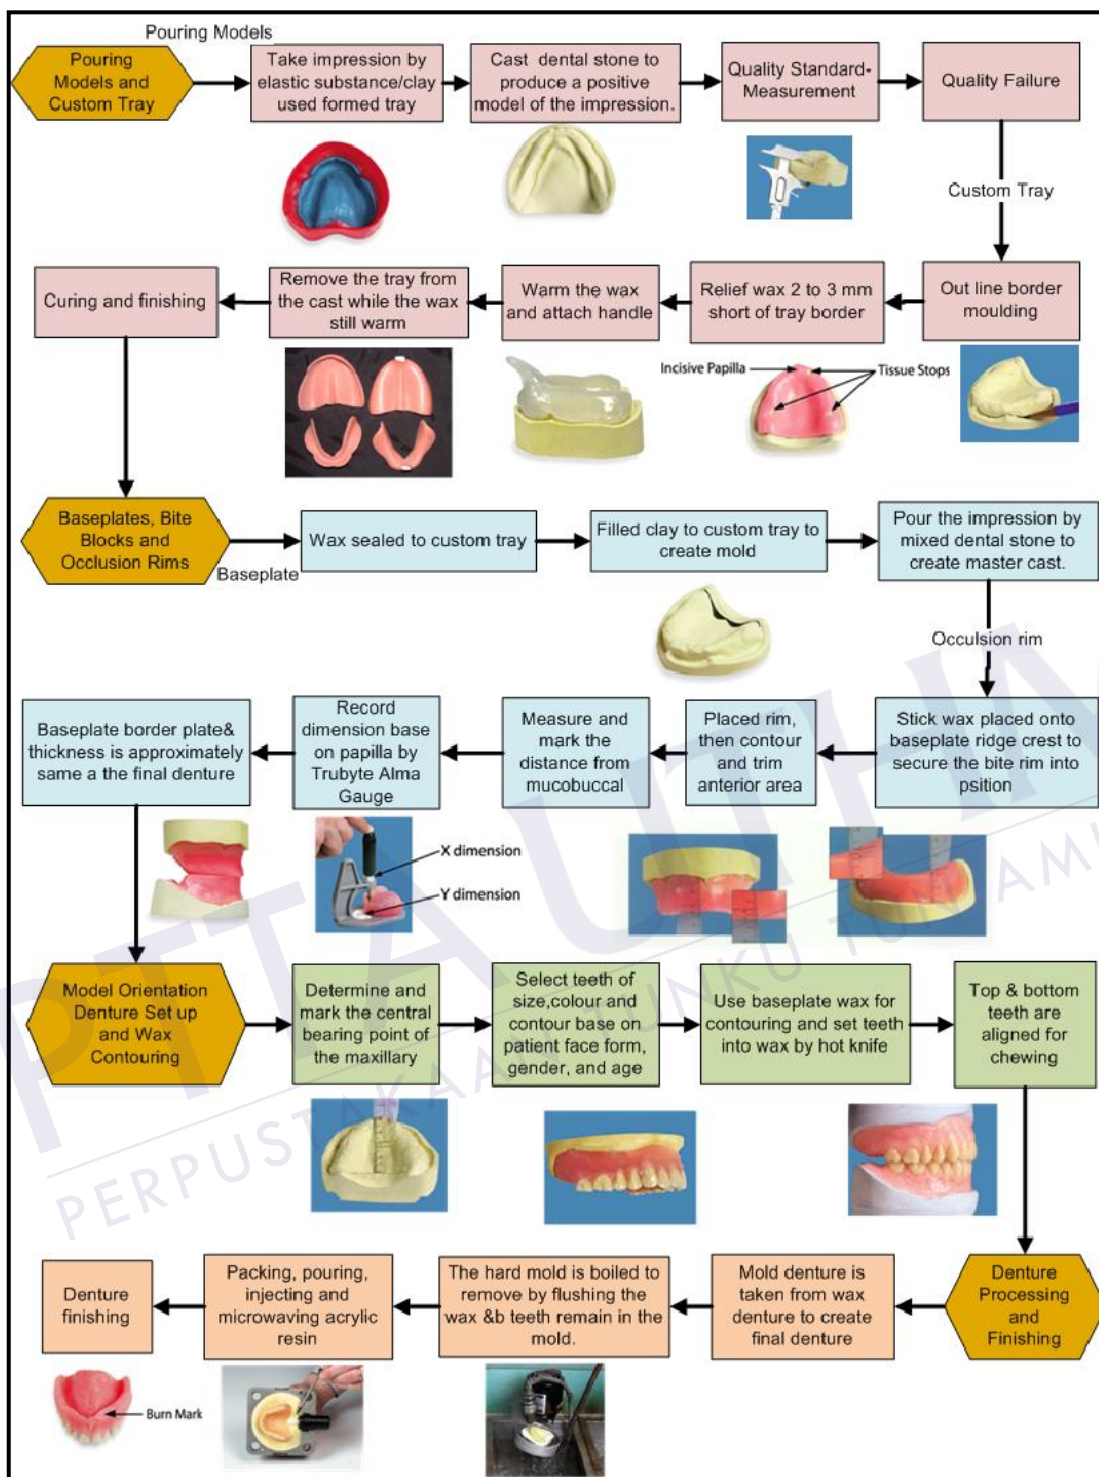 Pouring Models
Pouring
Models and
Custom Tray
Take impression by
elastic substance/clay
used formed tray
Cast dental stone to
produce a positive
model of the impression.
Quality Standard-
Measurement
Quality Failure
Custom Tray
Out line border
moulding
Relief wax 2 to 3 mm
short of tray border
Warm the wax
and attach handle
Remove the tray from
the cast while the wax
still warm
Curing and finishing
Incisive Papilla
Tissue Stops
Baseplates, Bite
Blocks and
Occlusion Rims
Baseplate
Wax sealed to custom tray
Filled clay to custom tray to
create mold
Pour the impression by
mixed dental stone to
create master cast.
Occulsion rim
Stick wax placed onto
baseplate ridge crest to
secure the bite rim into
psition
Placed rim,
then contour
and trim
anterior area
Measure and
mark the
distance from
mucobuccal
Record
dimension base
on papilla by
Trubyte Alma
Gauge
Baseplate border plate&
thickness is approximately
same a the final denture
X dimension
Y dimension
Model Orientation
Denture Set up
and Wax
Contouring
Determine and
mark the central
bearing point of
the maxillary
Select teeth of
size,colour and
contour base on
patient face form,
gender, and age
Use baseplate wax for
contouring and set teeth
into wax by hot knife
Top & bottom
teeth are
aligned for
chewing
Denture
Processing
and
Finishing
Mold denture is
taken from wax
denture to create
final denture
The hard mold is boiled to
remove by flushing the
wax &b teeth remain in the
mold.
Packing, pouring,
injecting and
microwaving acrylic
resin
Denture
finishing
Burn Mark
PTTA UTHM
PERPUSTAKAAN TUNKU TUN AMI